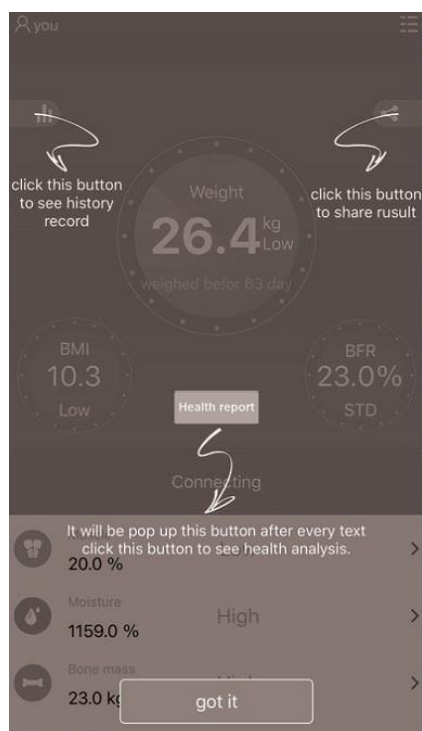 you
click this button
to see history
record
click this button
to share rusult
Weight
26.4 kg
Low
weighed befor 63 day
BMI
10.3
Low
BFR
23.0%
STD
Health report
Connecting
It will be pop up this button after every text
click this button to see health analysis.
20.0 %
Moisture
1159.0 %
High
Bone mass
23.0 kg
got it